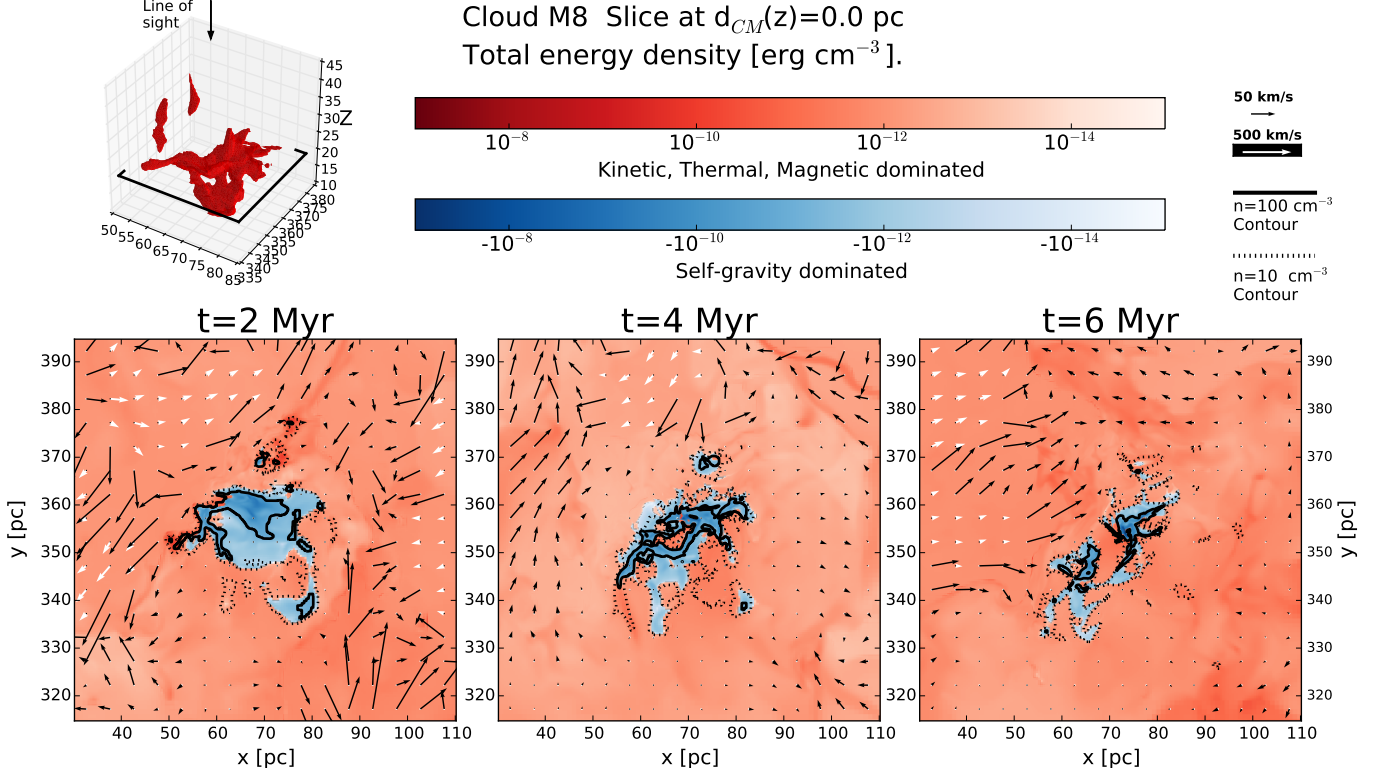 Line of
sight
Cloud M8  Slice at d_{CM}(z)=0.0 pc
Total energy density [erg cm^{-3}].
45
40
35
30
25
20
15
10
Z
50 55 60 65 70 75 80 85
335 340 345 350 355 360 365 370 375 380
10^{-8} 10^{-10} 10^{-12} 10^{-14}
Kinetic, Thermal, Magnetic dominated
-10^{-8} -10^{-10} -10^{-12} -10^{-14}
Self-gravity dominated
50 km/s
500 km/s
n=100 cm^{-3}
Contour
n=10 cm^{-3}
Contour
t=2 Myr t=4 Myr t=6 Myr
390 390
380 380
370 370
360 360
350 350
340 340
330 330
320 320
y [pc] y [pc]
40 50 60 70 80 90 100 110 40 50 60 70 80 90 100 110 40 50 60 70 80 90 100 110
x [pc] x [pc] x [pc]